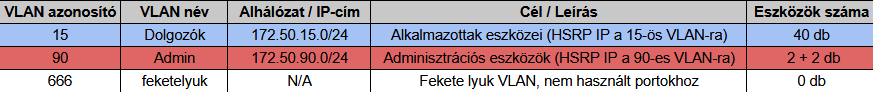 VLAN azonosító VLAN név Alhálózat / IP-cím Cél / Leírás Eszközök száma
15 Dolgozók 172.50.15.0/24 Alkalmazottak eszközei (HSRP IP a 15-ös VLAN-ra) 40 db
90 Admin 172.50.90.0/24 Adminisztrációs eszközök (HSRP IP a 90-es VLAN-ra) 2 + 2 db
666 feketelyuk N/A Fekete lyuk VLAN, nem használt portokhoz 0 db